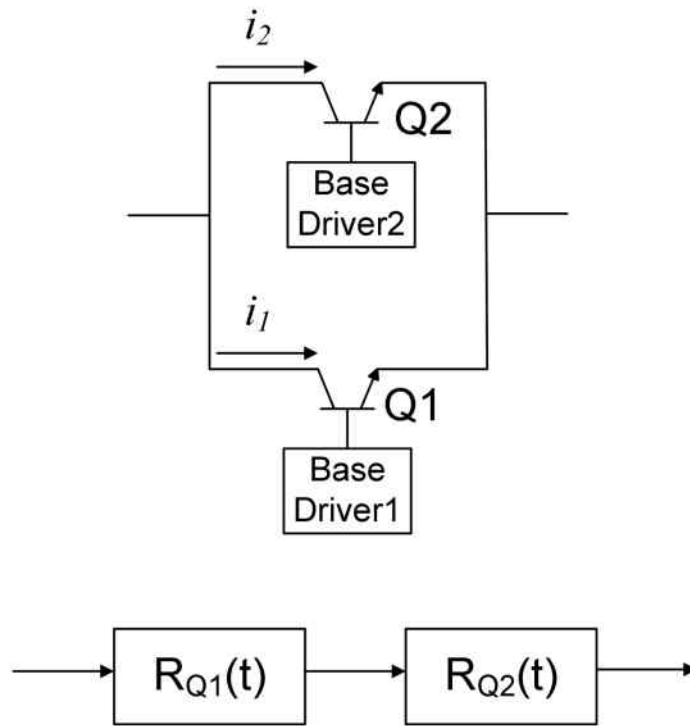 i2
Q2
Base
Driver2
i1
Q1
Base
Driver1
RQ1(t)
RQ2(t)